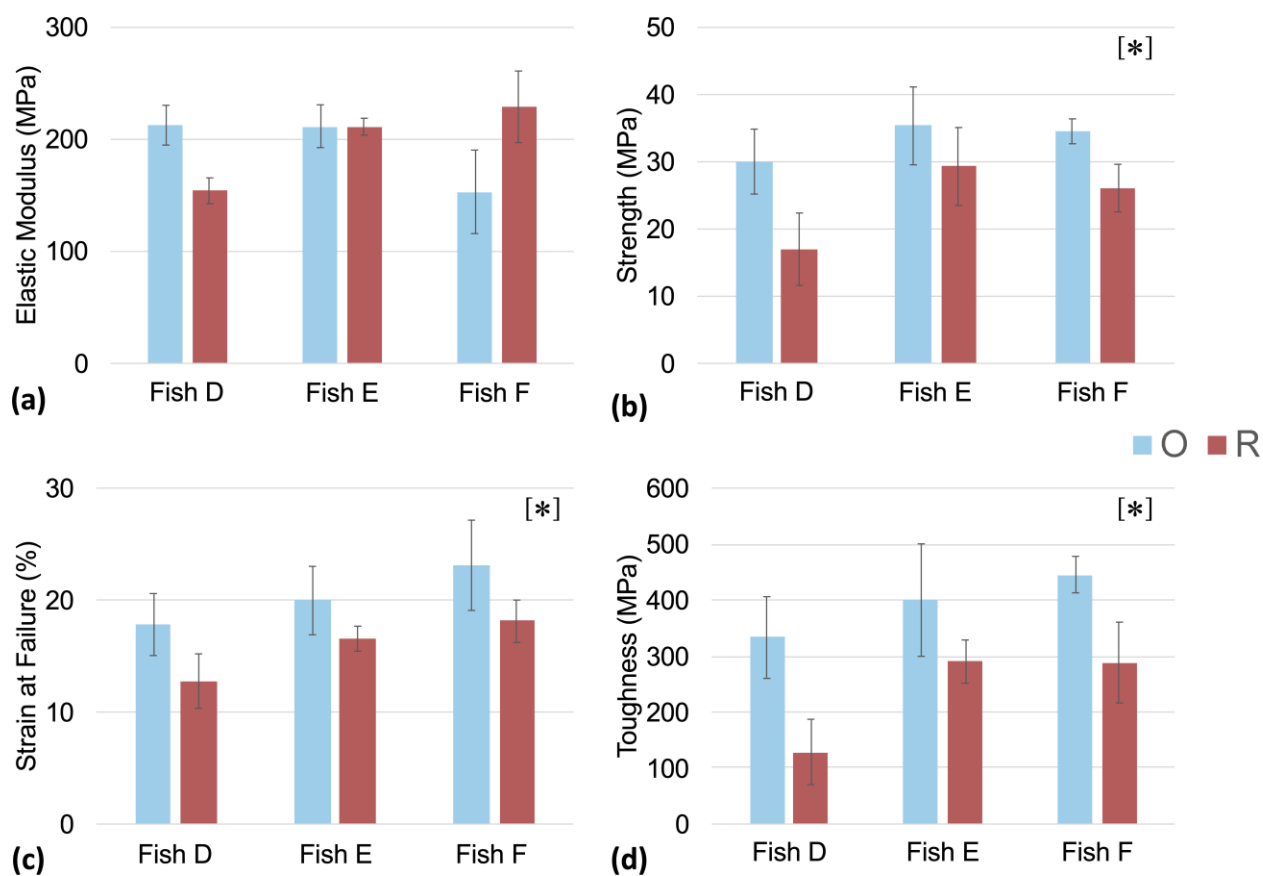 300
200
100
0
Elastic Modulus (MPa)
Fish D
Fish E
Fish F
(a)
50
[*]
40
30
20
10
0
Strength (MPa)
Fish D
Fish E
Fish F
(b)
O
R
30
[*]
20
10
0
Strain at Failure (%)
Fish D
Fish E
Fish F
(c)
600
[*]
500
400
300
200
100
0
Toughness (MPa)
Fish D
Fish E
Fish F
(d)